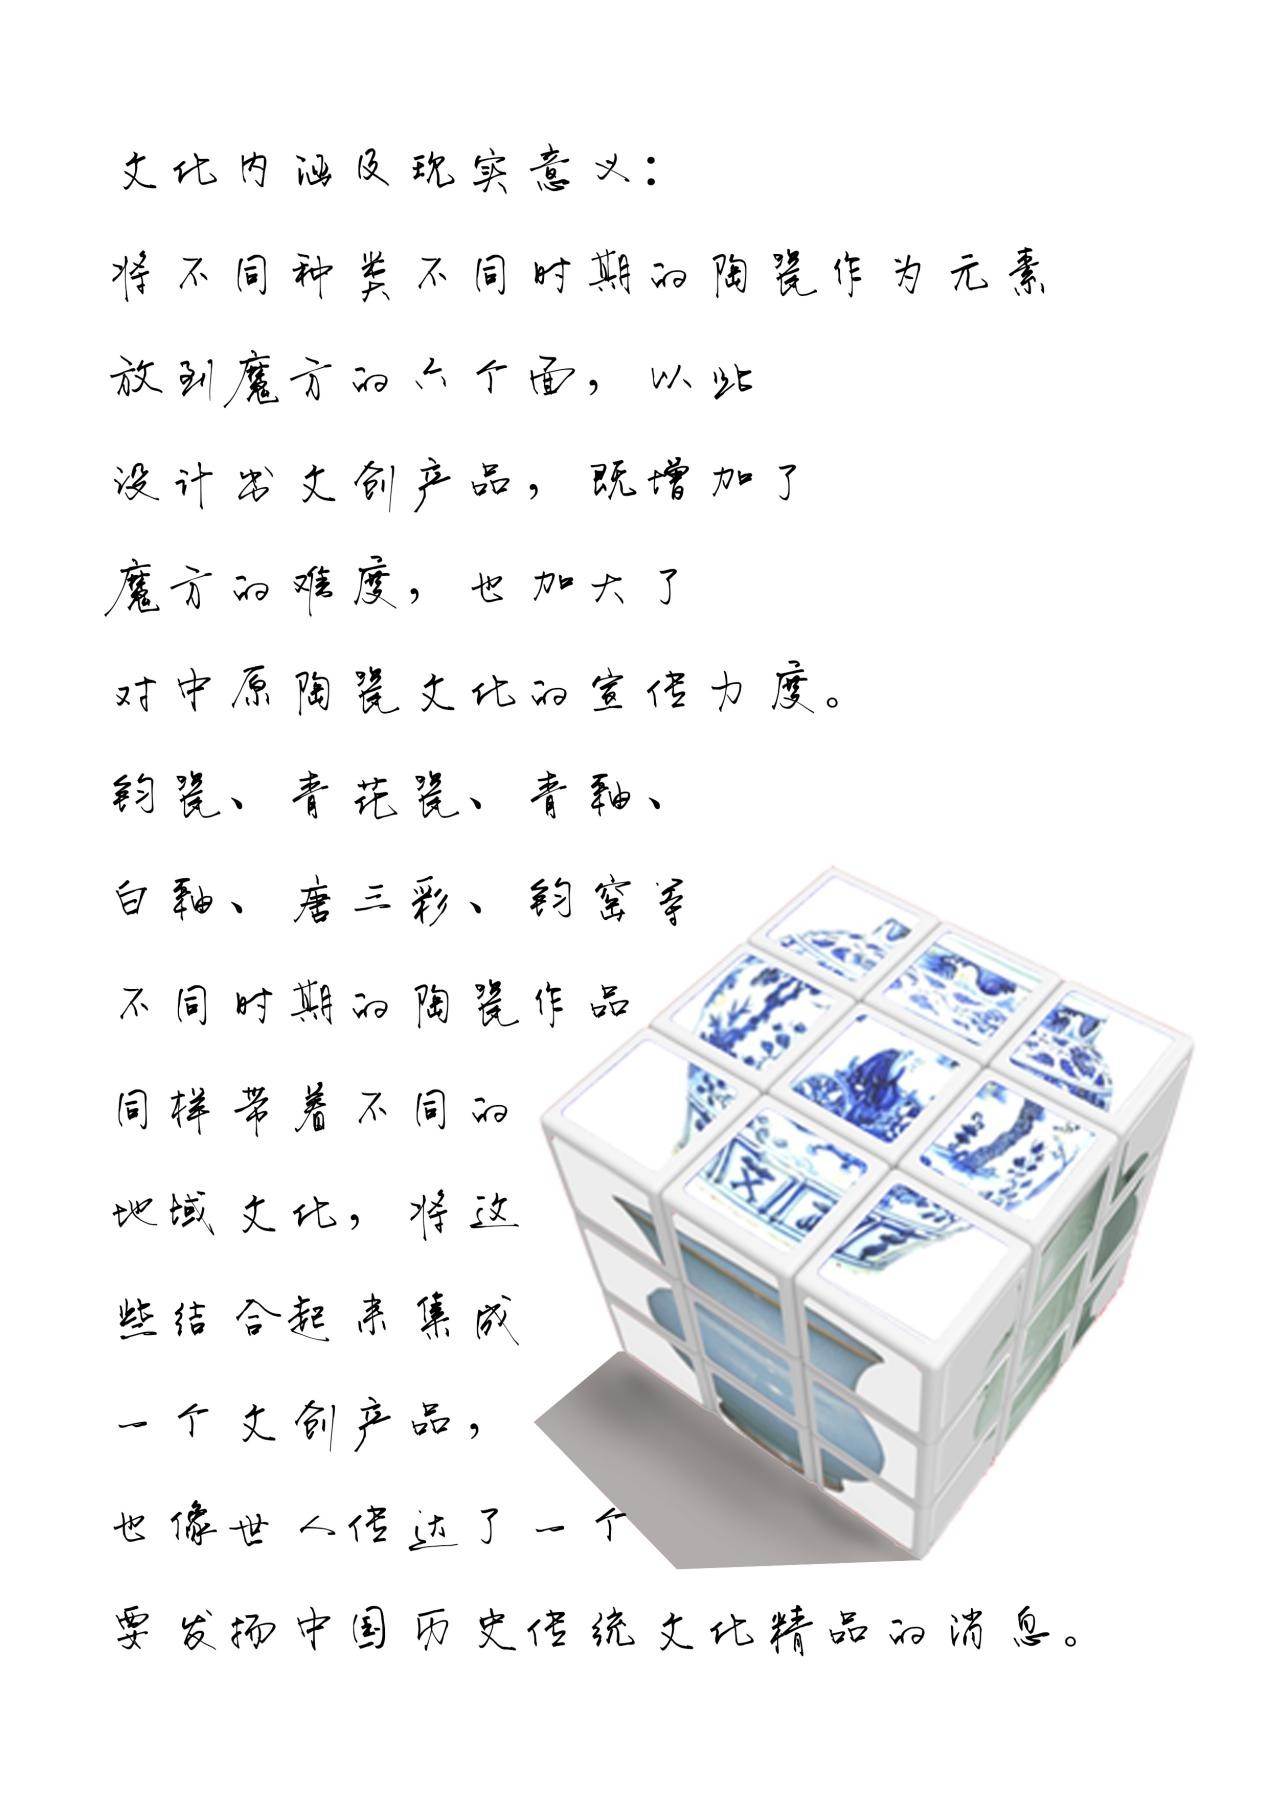 文化内涵及现实意义：
将不同种类不同时期的陶瓷作为元素
放到魔方的六个面，以此
设计出文创产品，既增加了
魔方的难度，也加大了
对中原陶瓷文化的宣传力度。
钧瓷、青花瓷、青釉、
白釉、唐三彩、钧窑等
不同时期的陶瓷作品
同样带着不同的
地域文化，将这
些结合起来集成
一个文创产品，
也像世人传达了一个
要发扬中国历史传统文化精品的消息。